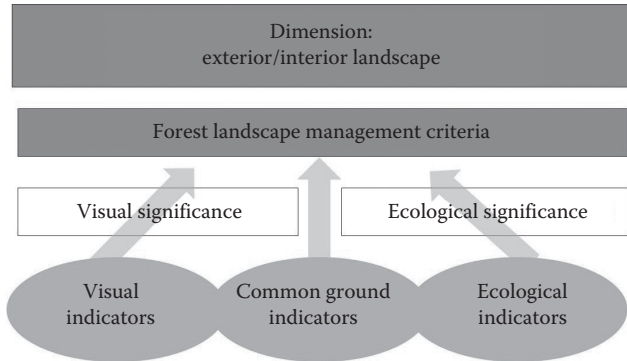 Dimension:
exterior/interior landscape
Forest landscape management criteria
Visual significance
Ecological significance
Visual
indicators
Common ground
indicators
Ecological
indicators